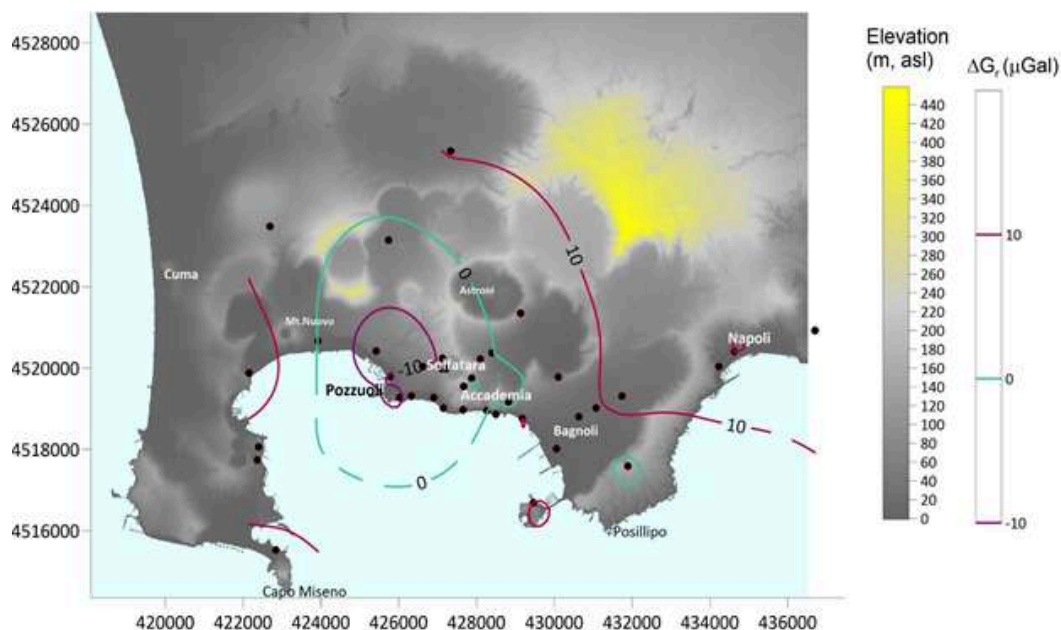 4528000
4526000
4524000
4522000
4520000
4518000
4516000
420000 422000 424000 426000 428000 430000 432000 434000 436000
Cuma
Mt.Nuovo
Astroni
0
10
-10
Solfatara
Pozzuoli
Accademia
Bagnoli
Napoli
10
0
Posillipo
Capo Miseno
Elevation
(m, asl)
440
420
400
380
360
340
320
300
280
260
240
220
200
180
160
140
120
100
80
60
40
20
0
ΔGr (μGal)
10
0
-10